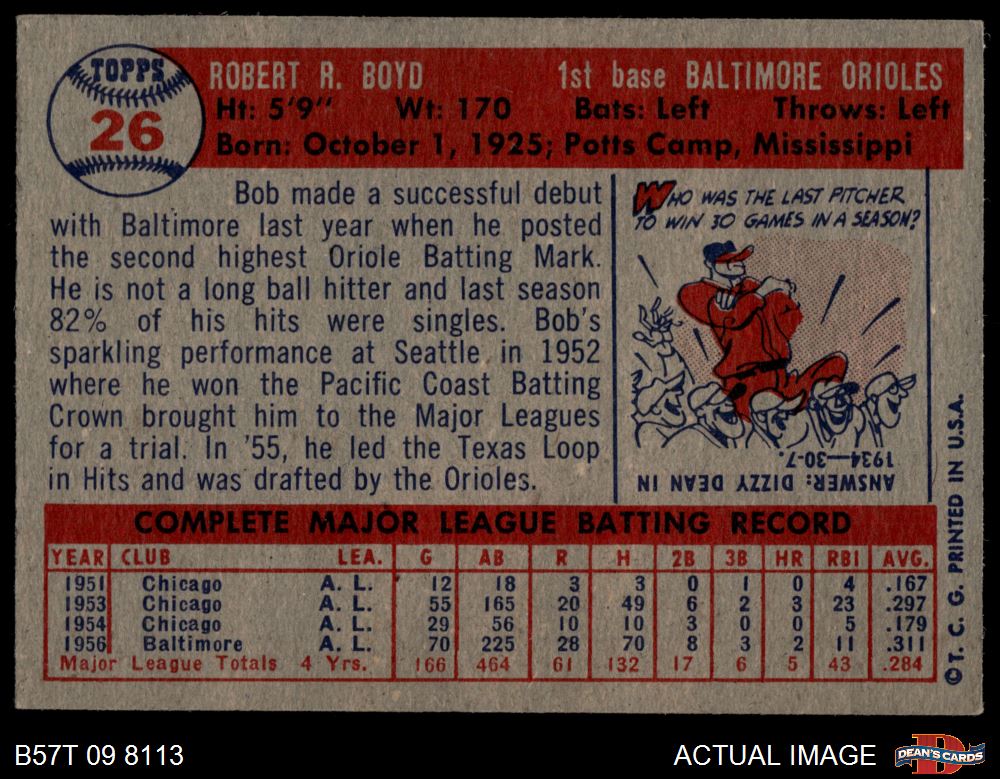 TOPPS
26
ROBERT R. BOYD 1st base BALTIMORE ORIOLES
Ht: 5'9" Wt: 170 Bats: Left Throws: Left
Born: October 1, 1925; Potts Camp, Mississippi
Bob made a successful debut
with Baltimore last year when he posted
the second highest Oriole Batting Mark.
He is not a long ball hitter and last season
82% of his hits were singles. Bob's
sparkling performance at Seattle in 1952
where he won the Pacific Coast Batting
Crown brought him to the Major Leagues
for a trial. In '55, he led the Texas Loop
in Hits and was drafted by the Orioles.
WHO WAS THE LAST PITCHER
TO WIN 30 GAMES IN A SEASON?
ANSWER: DIZZY DEAN IN
1934—30-7.
COMPLETE MAJOR LEAGUE BATTING RECORD
YEAR CLUB LEA. G AB R H 2B 3B HR RBI AVG.
1951 Chicago A. L. 12 18 3 3 0 1 0 4 .167
1953 Chicago A. L. 55 165 20 49 6 2 3 23 .297
1954 Chicago A. L. 29 56 10 10 3 0 0 5 .179
1956 Baltimore A. L. 70 225 28 70 8 3 2 11 .311
Major League Totals 4 Yrs. 166 464 61 132 17 6 5 43 .284
©T. C. G. PRINTED IN U.S.A.
B57T 09 8113 ACTUAL IMAGE
DEAN'S CARDS